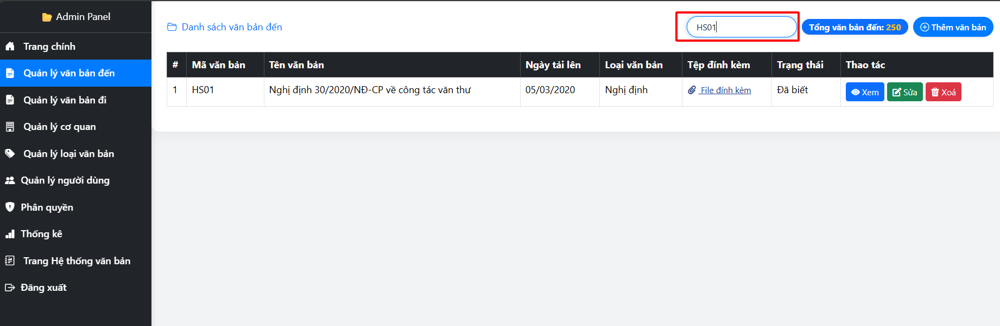 Admin Panel
Trang chính
Quản lý văn bản đến
Quản lý văn bản đi
Quản lý cơ quan
Quản lý loại văn bản
Quản lý người dùng
Phân quyền
Thống kê
Trang Hệ thống văn bản
Đăng xuất
Danh sách văn bản đến
HS01
Tổng văn bản đến: 250
Thêm văn bản
# Mã văn bản Tên văn bản Ngày tải lên Loại văn bản Tệp đính kèm Trạng thái Thao tác
1 HS01 Nghị định 30/2020/NĐ-CP về công tác văn thư 05/03/2020 Nghị định File đính kèm Đã biết Xem Sửa Xoá